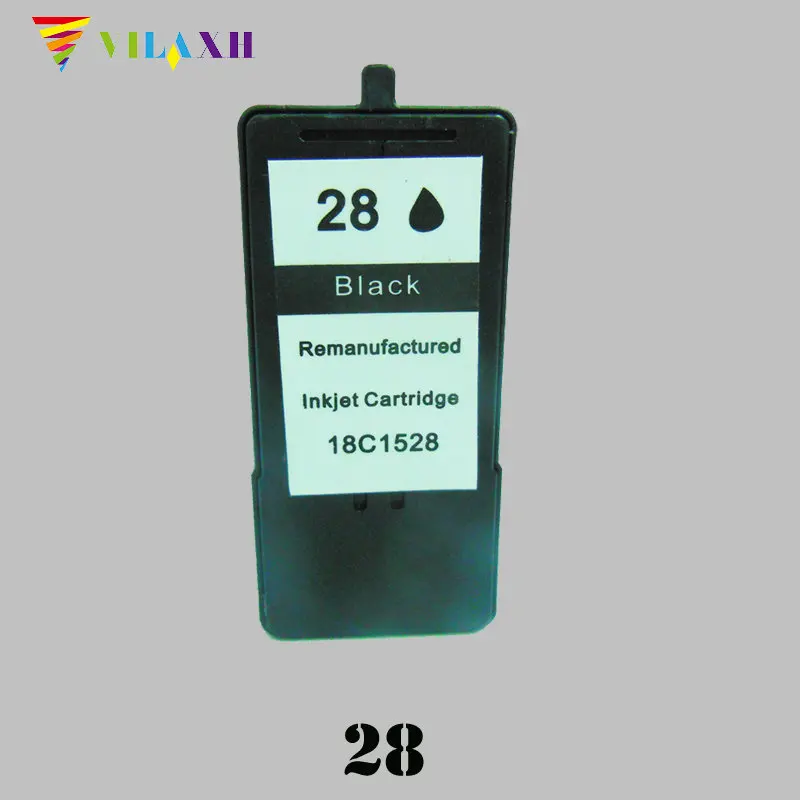 VILAXH
28
Black
Remanufactured
Inkjet Cartridge
18C1528
28